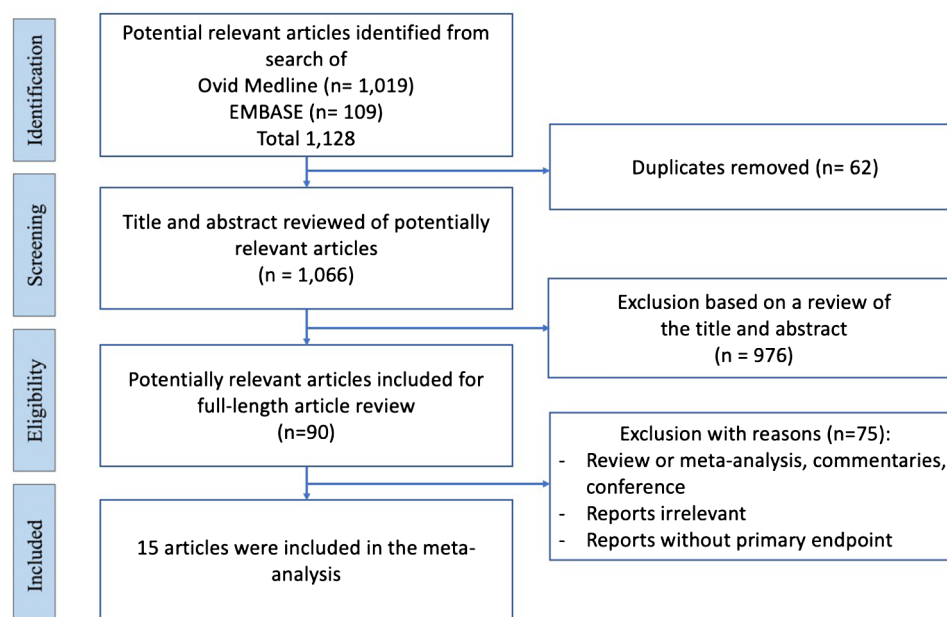 Identification
Potential relevant articles identified from
search of
Ovid Medline (n= 1,019)
EMBASE (n= 109)
Total 1,128
Duplicates removed (n= 62)
Screening
Title and abstract reviewed of potentially
relevant articles
(n = 1,066)
Exclusion based on a review of
the title and abstract
(n = 976)
Eligibility
Potentially relevant articles included for
full-length article review
(n=90)
Exclusion with reasons (n=75):
- Review or meta-analysis, commentaries,
conference
- Reports irrelevant
- Reports without primary endpoint
Included
15 articles were included in the meta-
analysis